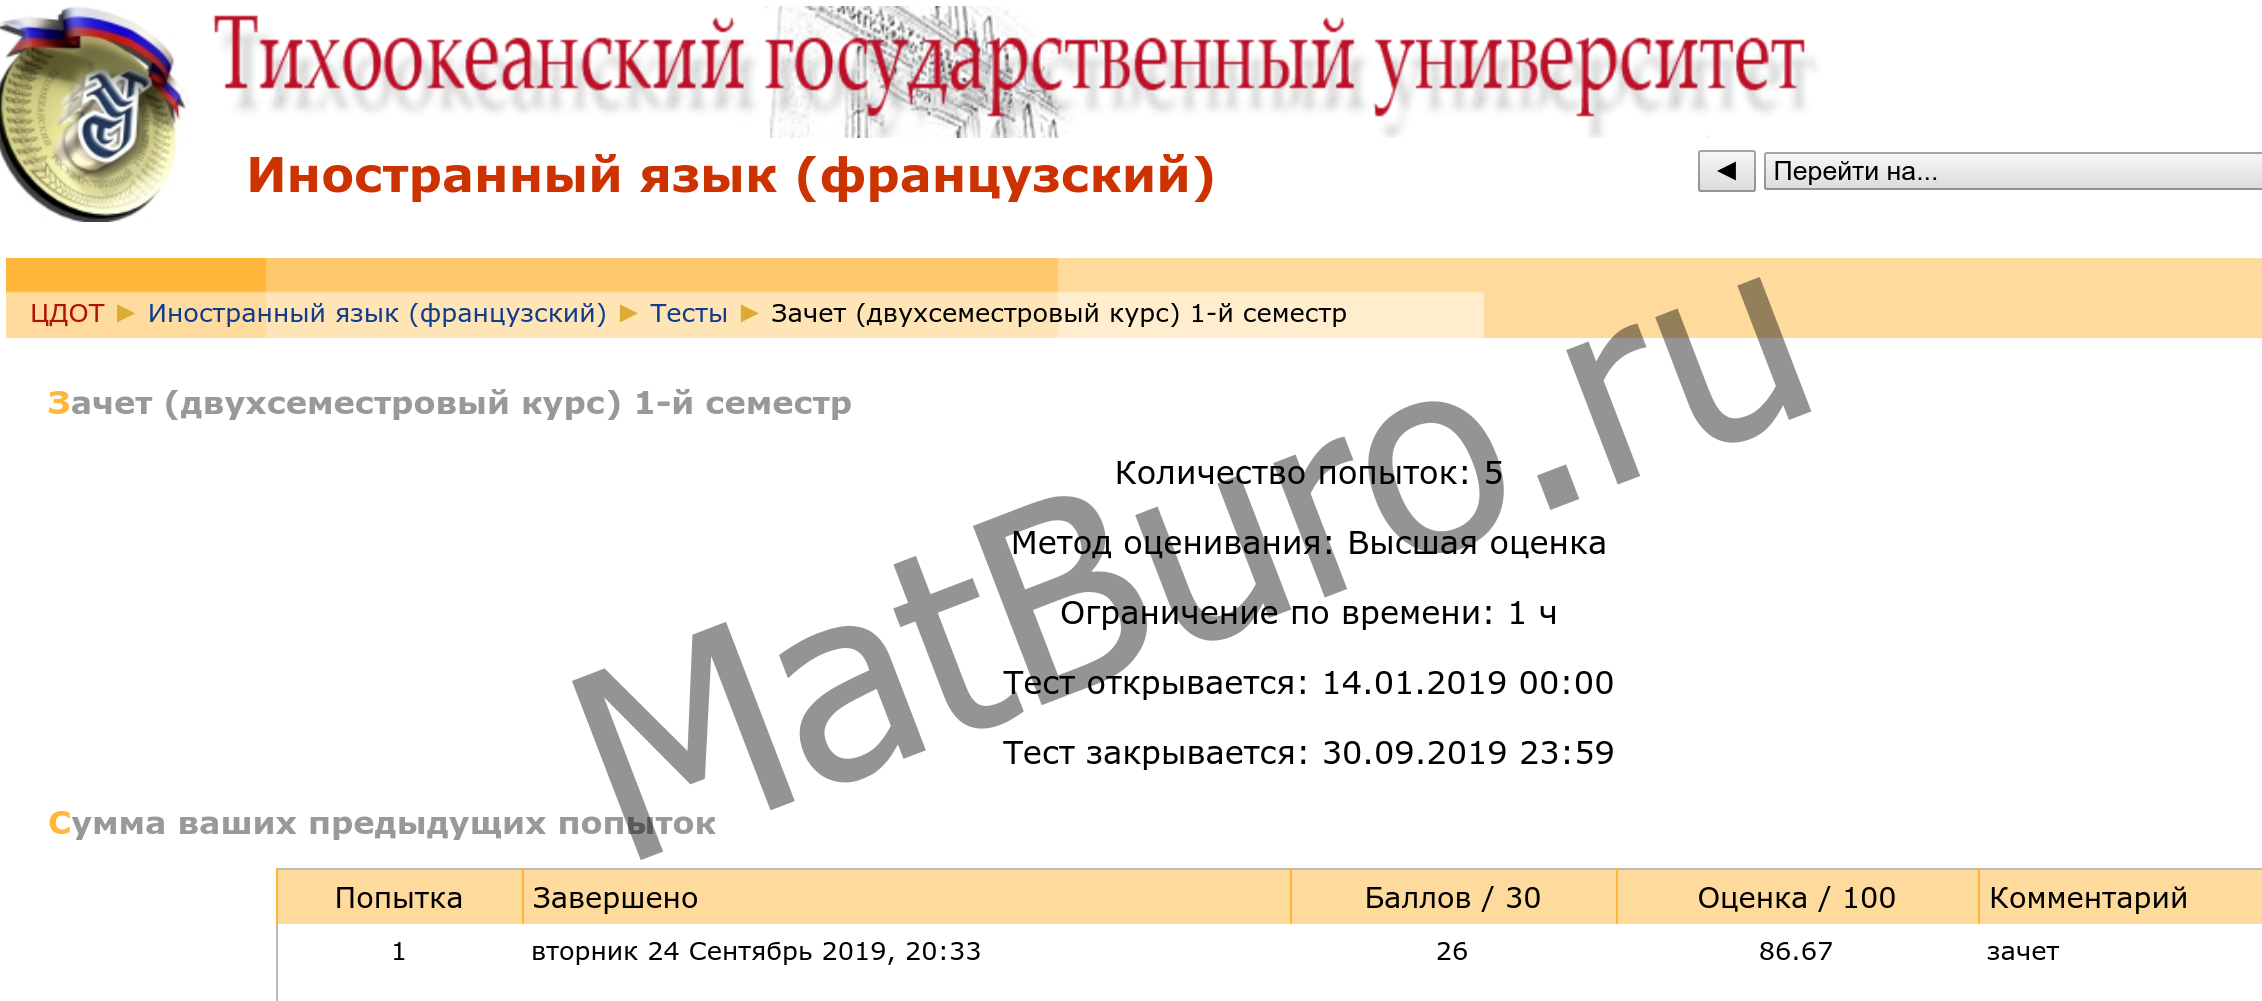 Тихоокеанский государственный университет
Иностранный язык (французский)
◄ Перейти на...
ЦДОТ ► Иностранный язык (французский) ► Тесты ► Зачет (двухсеместровый курс) 1-й семестр
Зачет (двухсеместровый курс) 1-й семестр
Количество попыток: 5
Метод оценивания: Высшая оценка
Ограничение по времени: 1 ч
Тест открывается: 14.01.2019 00:00
Тест закрывается: 30.09.2019 23:59
MatBuro.ru
Сумма ваших предыдущих попыток
Попытка Завершено Баллов / 30 Оценка / 100 Комментарий
1 вторник 24 Сентябрь 2019, 20:33 26 86.67 зачет